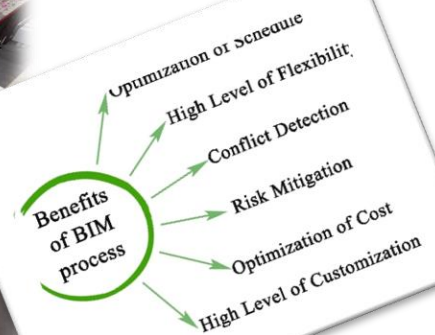 Optimization of Schedule
High Level of Flexibility
Conflict Detection
Risk Mitigation
Optimization of Cost
High Level of Customization
Benefits
of BIM
process